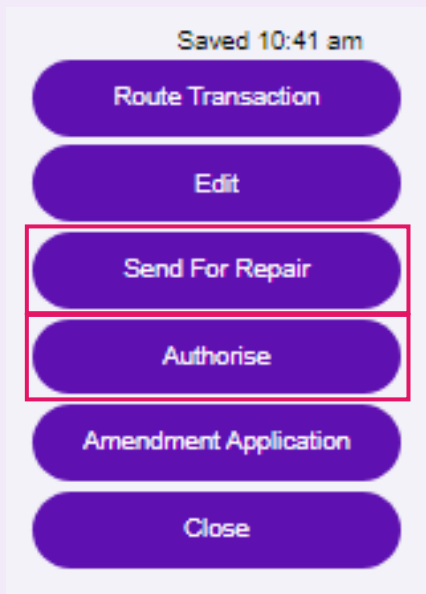 Saved 10:41 am
Route Transaction
Edit
Send For Repair
Authorise
Amendment Application
Close